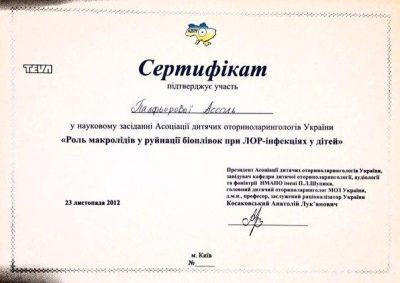 TEVA
Сертифікат
підтверджує участь
Панфьорової Ассоль
у науковому засіданні Асоціації дитячих оториноларингологів України
«Роль макролідів у руйнації біоплівок при ЛОР-інфекціях у дітей»
Президент Асоціації дитячих оториноларингологів України,
завідувач кафедри дитячої оториноларингології, аудіології
та фоніатрії НМАПО імені П.Л.Шупика,
головний дитячий оториноларинголог МОЗ України,
д.м.н., професор, заслужений раціоналізатор України
Косаковський Анатолій Лук'янович
23 листопада 2012
м. Київ
№